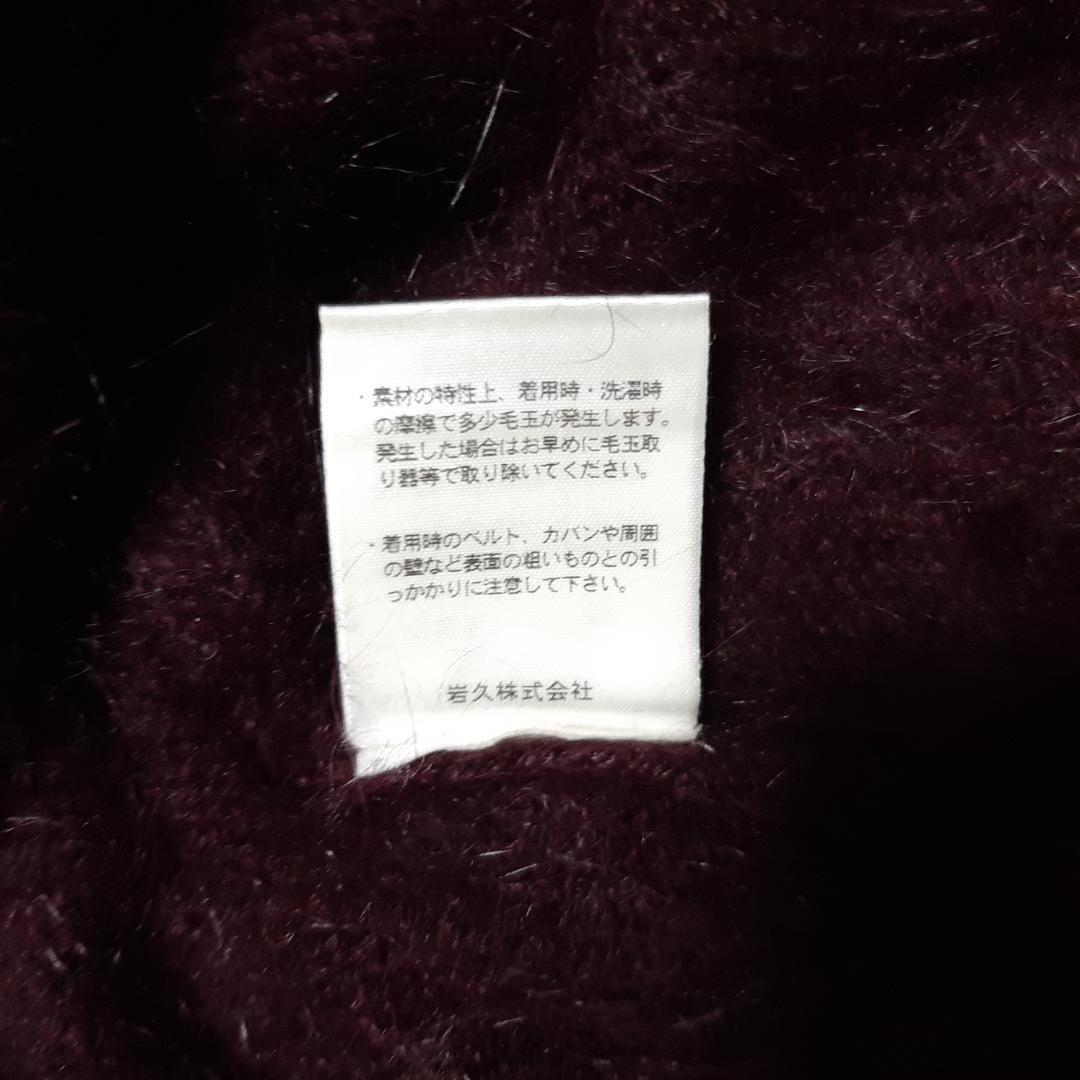 ・素材の特性上、着用時・洗濯時
の摩擦で多少毛玉が発生します。
発生した場合はお早めに毛玉取
り器等で取り除いてください。
・着用時のベルト、カバンや周囲
の壁など表面の粗いものとの引
っかかりに注意して下さい。
岩久株式会社